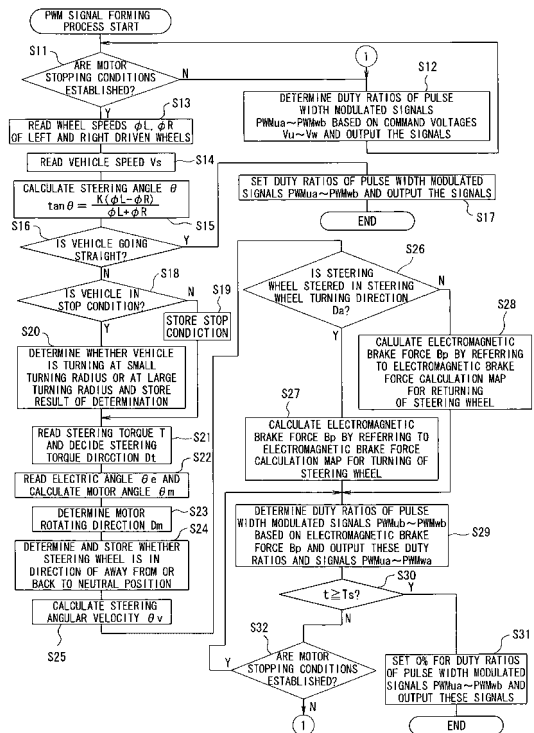 PWM SIGNAL FORMING
PROCESS START
S11
ARE MOTOR
STOPPING CONDITIONS
ESTABLISHED?
N
Y
1
S12
DETERMINE DUTY RATIOS OF PULSE
WIDTH MODULATED SIGNALS
PWMua~PWMwb BASED ON COMMAND VOLTAGES
Vu~Vw AND OUTPUT THE SIGNALS
S13
READ WHEEL SPEEDS φL, φR
OF LEFT AND RIGHT DRIVEN WHEELS
READ VEHICLE SPEED Vs
S14
CALCULATE STEERING ANGLE θ
tanθ = K(φL-φR)
φL+φR
S15
S16
IS VEHICLE GOING
STRAIGHT?
Y
N
SET DUTY RATIOS OF PULSE WIDTH MODULATED
SIGNALS PWMua~PWMwb AND OUTPUT THE SIGNALS
S17
END
S18
IS VEHICLE IN
STOP CONDITION?
N
Y
S19
STORE STOP
CONDICTION
S20
DETERMINE WHETHER VEHICLE
IS TURNING AT SMALL
TURNING RADIUS OR AT LARGE
TURNING RADIUS AND STORE
RESULT OF DETERMINATION
READ STEERING TORQUE T
AND DECIDE STEERING
TORQUE DIRCCTION Dt
S21
S22
READ ELECTRIC ANGLE θe AND
CALCULATE MOTOR ANGLE θm
DETERMINE MOTOR
ROTATING DIRECTION Dm
S23
S24
DETERMINE AND STORE WHETHER
STEERING WHEEL IS IN
DIRECTION OF AWAY FROM OR
BACK TO NEUTRAL POSITION
CALCULATE STEERING
ANGULAR VELOCITY θv
S25
S26
IS STEERING
WHEEL STEERED IN STEERING
WHEEL TURNING DIRECTION
Da?
N
Y
S28
CALULATE ELECTROMAGNETIC
BRAKE FORCE Bp BY REFERRING
TO ELECTROMAGNETIC BRAKE
FORCE CALCULATION MAP
FOR RETURNING
OF STEERING WHEEL
S27
CALCULATE ELECTROMAGNETIC
BRAKE FORCE Bp BY REFERRING TO
ELECTROMAGNETIC BRAKE FORCE
CALCULATION MAP FOR TURNING OF
STEERING WHEEL
DETERMINE DUTY RATIOS OF PULSE
WIDTH MODULATED SIGNALS PWMub~PWMwb
BASED ON ELECTROMAGNETIC BRAKE
FORCE Bp AND OUTPUT THESE DUTY
RATIOS AND SIGNALS PWMua~PWMwa
S29
S30
t≧Ts?
Y
N
S31
SET 0% FOR DUTY RATIOS
OF PULSE WIDTH MODULATED
SIGNALS PWMua~PWMwb AND
OUTPUT THESE SIGNALS
END
S32
ARE MOTOR
STOPPING CONDITIONS
ESTABLISHED?
Y
N
1